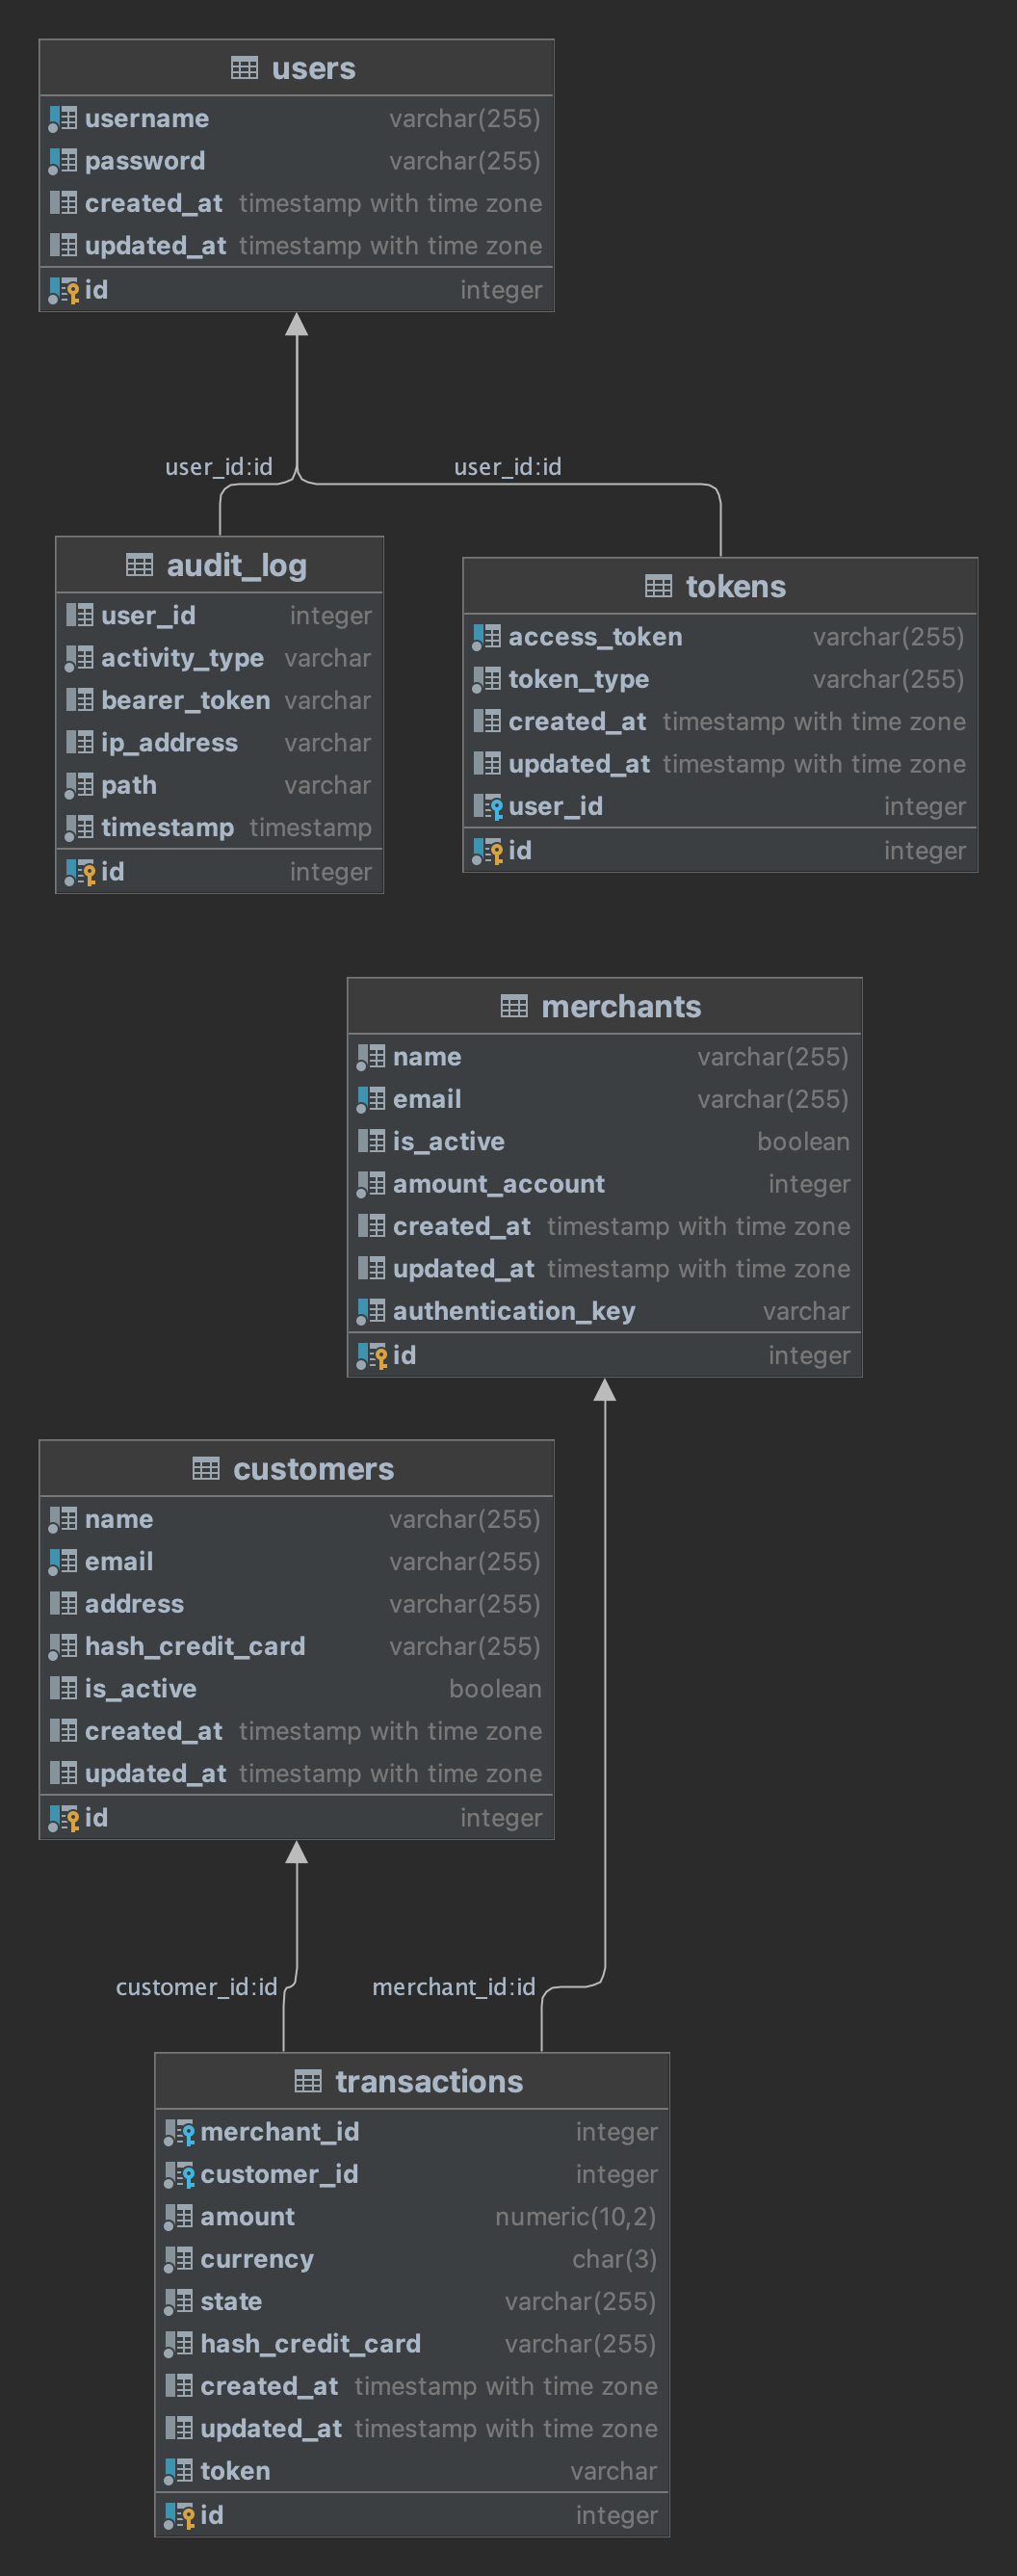 users
username varchar(255)
password varchar(255)
created_at timestamp with time zone
updated_at timestamp with time zone
id integer
user_id:id
user_id:id
audit_log
user_id integer
activity_type varchar
bearer_token varchar
ip_address varchar
path varchar
timestamp timestamp
id integer
tokens
access_token varchar(255)
token_type varchar(255)
created_at timestamp with time zone
updated_at timestamp with time zone
user_id integer
id integer
merchants
name varchar(255)
email varchar(255)
is_active boolean
amount_account integer
created_at timestamp with time zone
updated_at timestamp with time zone
authentication_key varchar
id integer
customers
name varchar(255)
email varchar(255)
address varchar(255)
hash_credit_card varchar(255)
is_active boolean
created_at timestamp with time zone
updated_at timestamp with time zone
id integer
customer_id:id
merchant_id:id
transactions
merchant_id integer
customer_id integer
amount numeric(10,2)
currency char(3)
state varchar(255)
hash_credit_card varchar(255)
created_at timestamp with time zone
updated_at timestamp with time zone
token varchar
id integer